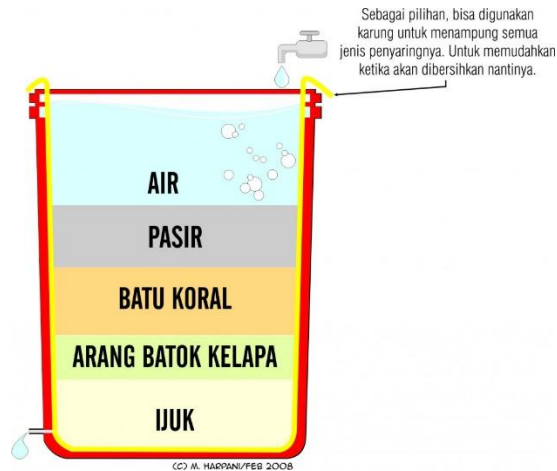 Sebagai pilihan, bisa digunakan
karung untuk menampung semua
jenis penyaringnya. Untuk memudahkan
ketika akan dibersihkan nantinya.
AIR
PASIR
BATU KORAL
ARANG BATOK KELAPA
IJUK
(C) M. HARPANI/FEB 2008